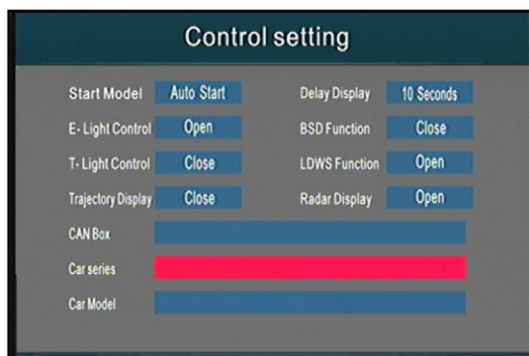 Control setting
Start Model Auto Start Delay Display 10 Seconds
E- Light Control Open BSD Function Close
T- Light Control Close LDWS Function Open
Trajectory Display Close Radar Display Open
CAN Box
Car series
Car Model